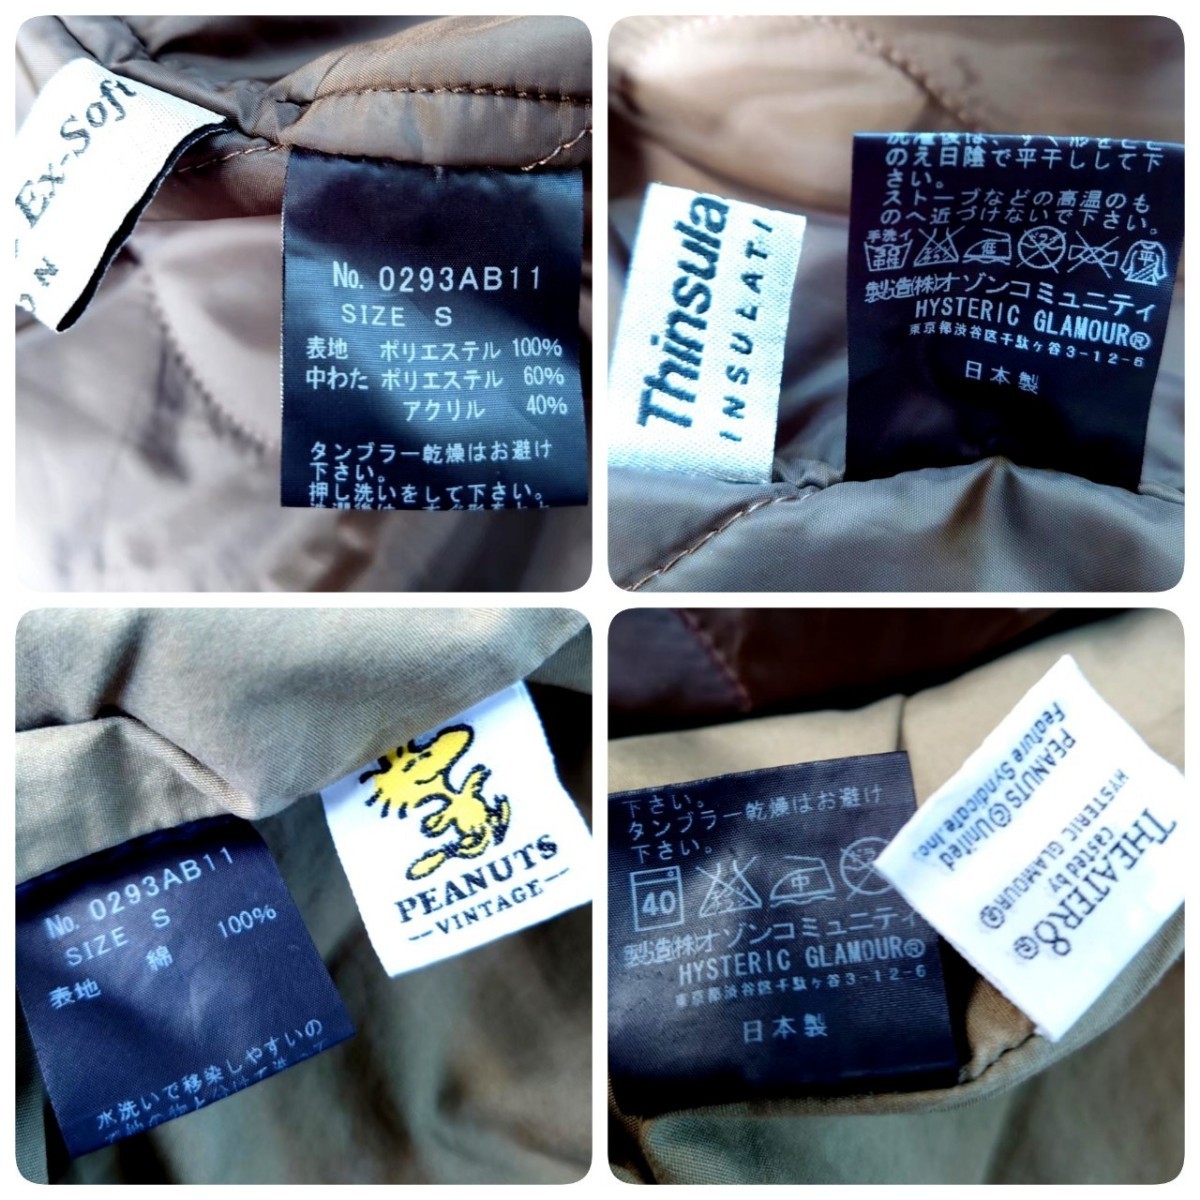 Ex-Soft
No. 0293AB11
SIZE S
表地 ポリエステル 100%
中わた ポリエステル 60%
アクリル 40%
タンブラー乾燥はお避け
下さい。
押し洗いをして下さい。
Thinsula
INSULATI
のえ日陰で平干しして下
さい。
ストーブなどの高温のも
のへ近づけないで下さい。
手洗イ
30
中性
低
平
製造(株)オゾンコミュニティ
HYSTERIC GLAMOUR®
東京都渋谷区千駄ヶ谷3-12-6
日本製
No. 0293AB11
SIZE S
表地 綿 100%
水洗いで移染しやすいの
PEANUTS
—VINTAGE—
下さい。
タンブラー乾燥はお避け
下さい。
40
中
製造(株)オゾンコミュニティ
HYSTERIC GLAMOUR®
東京都渋谷区千駄ヶ谷3-12-6
日本製
THEATER8®
Casted by:
HYSTERIC GLAMOUR®
PEANUTS©United
Feature Syndicate,Inc.